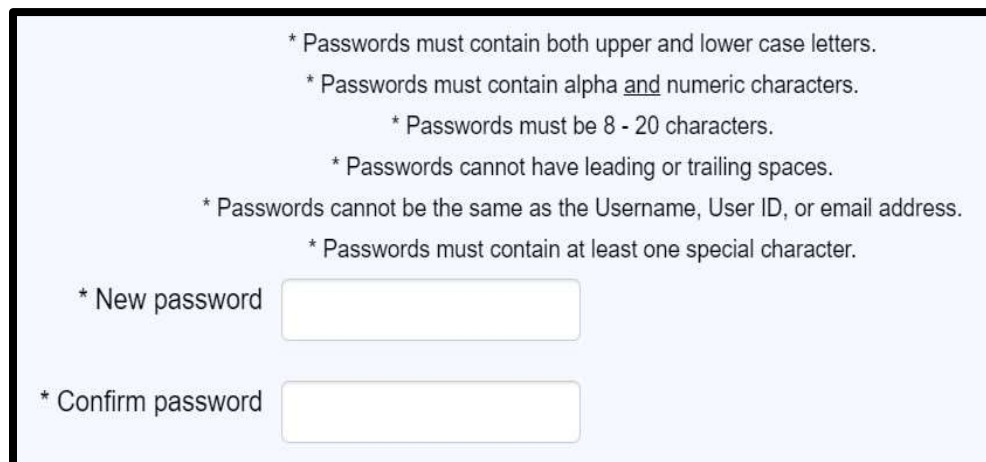 * Passwords must contain both upper and lower case letters.
* Passwords must contain alpha and numeric characters.
* Passwords must be 8 - 20 characters.
* Passwords cannot have leading or trailing spaces.
* Passwords cannot be the same as the Username, User ID, or email address.
* Passwords must contain at least one special character.
* New password
* Confirm password